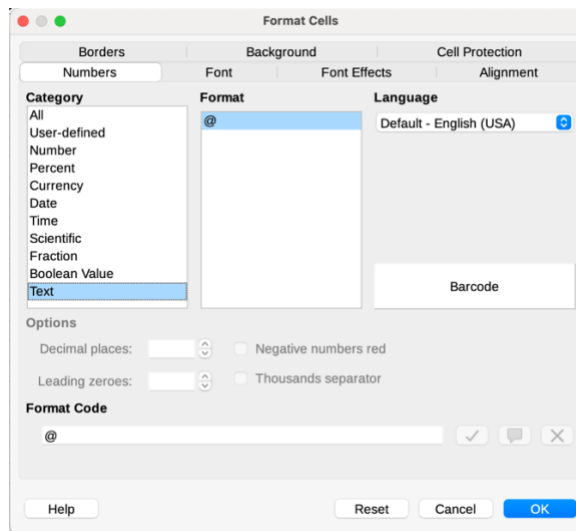 Format Cells
Borders
Background
Cell Protection
Numbers
Font
Font Effects
Alignment
Category
Format
Language
All
User-defined
Number
Percent
Currency
Date
Time
Scientific
Fraction
Boolean Value
Text
@
Default - English (USA)
Barcode
Options
Decimal places:
Negative numbers red
Leading zeroes:
Thousands separator
Format Code
@
Help
Reset
Cancel
OK